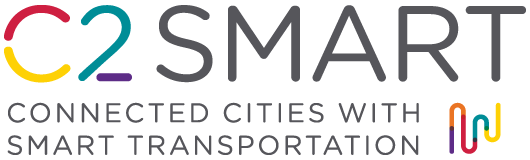 C2SMART
CONNECTED CITIES WITH
SMART TRANSPORTATION